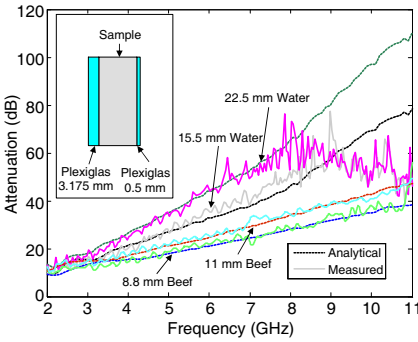 120
100
80
60
40
20
0
Attenuation (dB)
Sample
Plexiglas
3.175 mm
Plexiglas
0.5 mm
22.5 mm Water
15.5 mm Water
11 mm Beef
8.8 mm Beef
Analytical
Measured
2
3
4
5
6
7
8
9
10
11
Frequency (GHz)